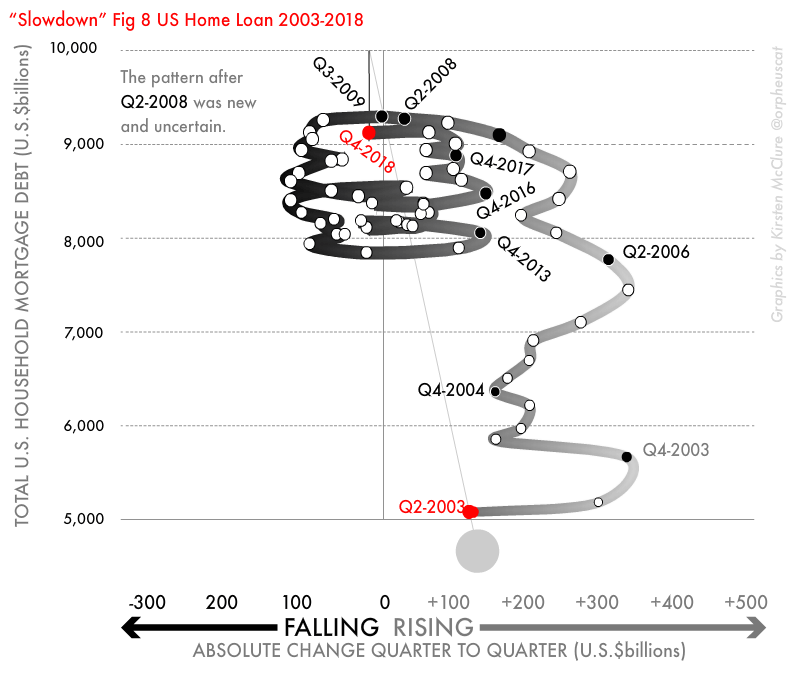 “Slowdown” Fig 8 US Home Loan 2003-2018
TOTAL U.S. HOUSEHOLD MORTGAGE DEBT (U.S.$billions)
10,000
The pattern after
Q2-2008 was new
and uncertain.
Q3-2009
Q2-2008
9,000
Q4-2018
Q4-2017
Q4-2016
8,000
Q4-2013
Q2-2006
7,000
Q4-2004
6,000
Q4-2003
Q2-2003
5,000
-300 200 100 0 +100 +200 +300 +400 +500
FALLING RISING
ABSOLUTE CHANGE QUARTER TO QUARTER (U.S.$billions)
Graphics by Kirsten McClure @orpheuscat